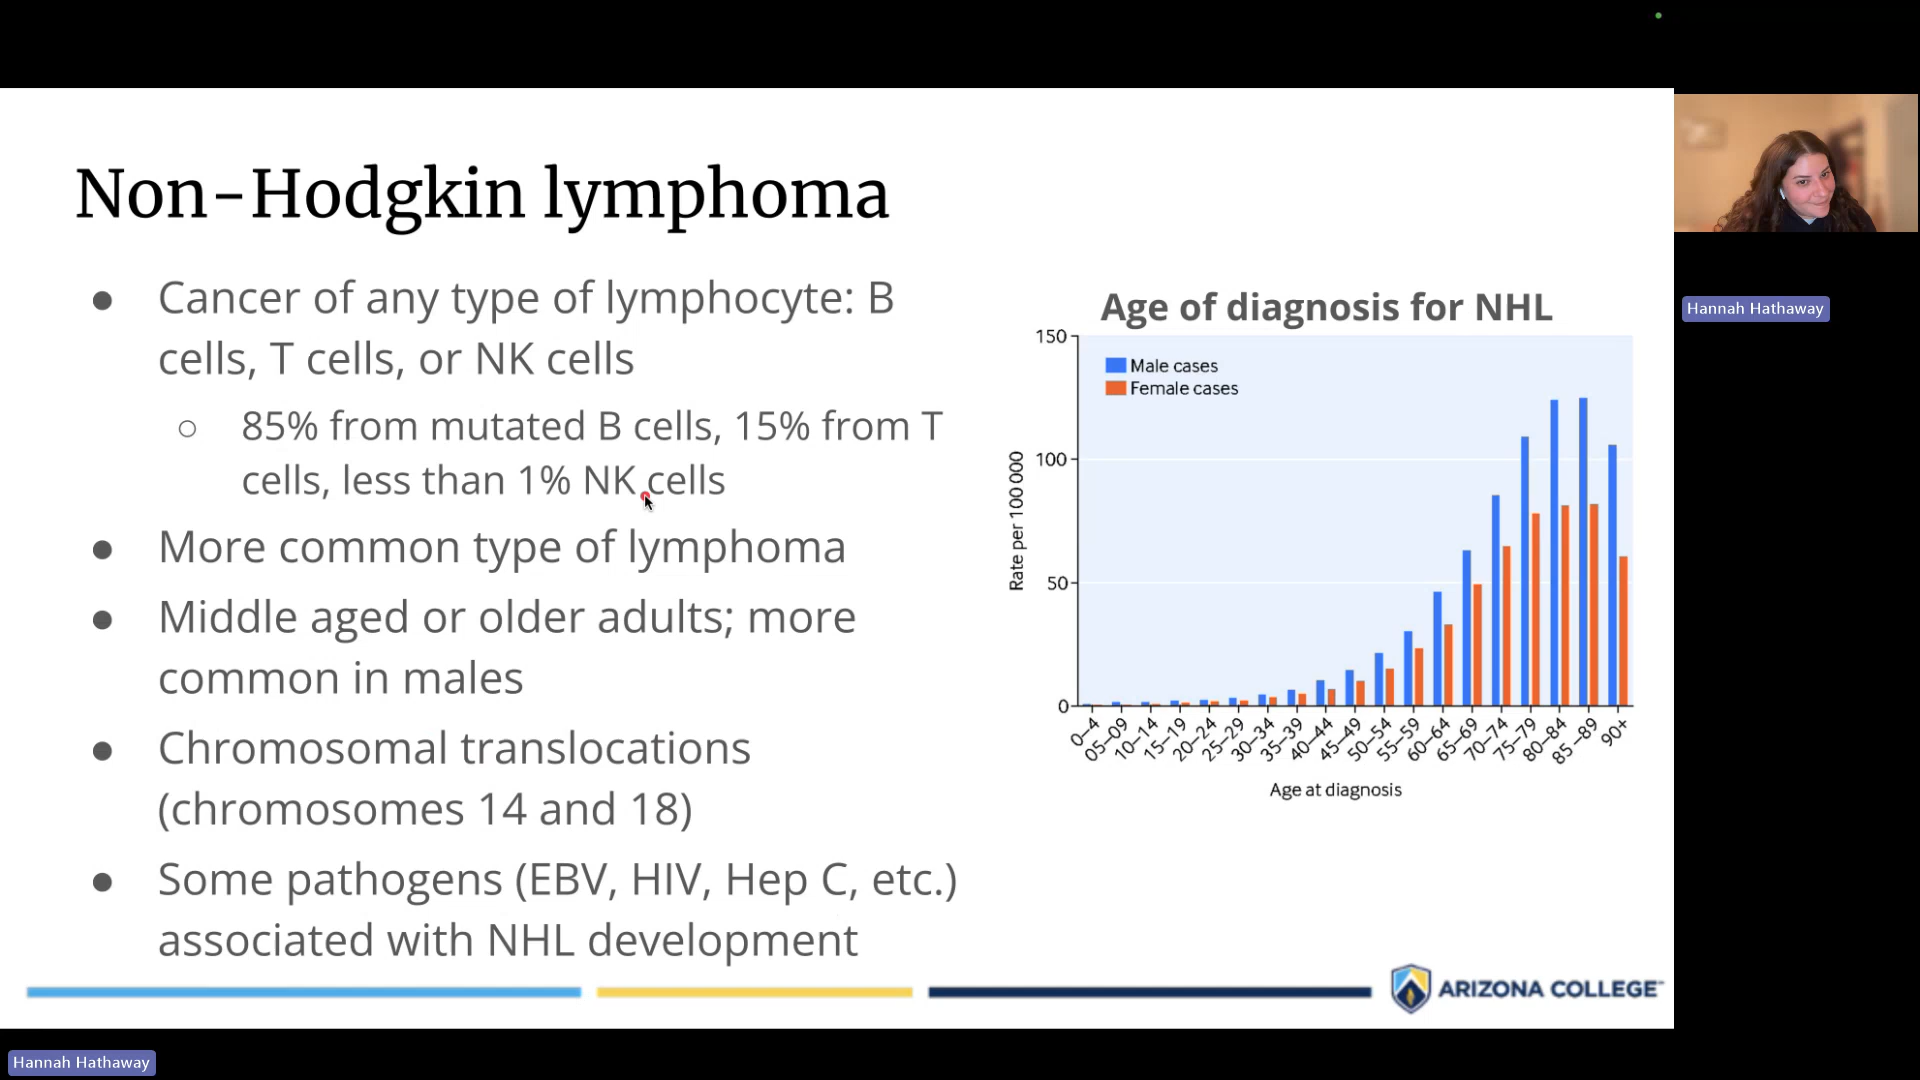 Non-Hodgkin lymphoma
● Cancer of any type of lymphocyte: B
cells, T cells, or NK cells
○ 85% from mutated B cells, 15% from T
cells, less than 1% NK cells
● More common type of lymphoma
● Middle aged or older adults; more
common in males
● Chromosomal translocations
(chromosomes 14 and 18)
● Some pathogens (EBV, HIV, Hep C, etc.)
associated with NHL development
Age of diagnosis for NHL
Male cases
Female cases
Rate per 100 000
150
100
50
0
0–4
05–09
10–14
15–19
20–24
25–29
30–34
35–39
40–44
45–49
50–54
55–59
60–64
65–69
70–74
75–79
80–84
85–89
90+
Age at diagnosis
ARIZONA COLLEGE
Hannah Hathaway
Hannah Hathaway